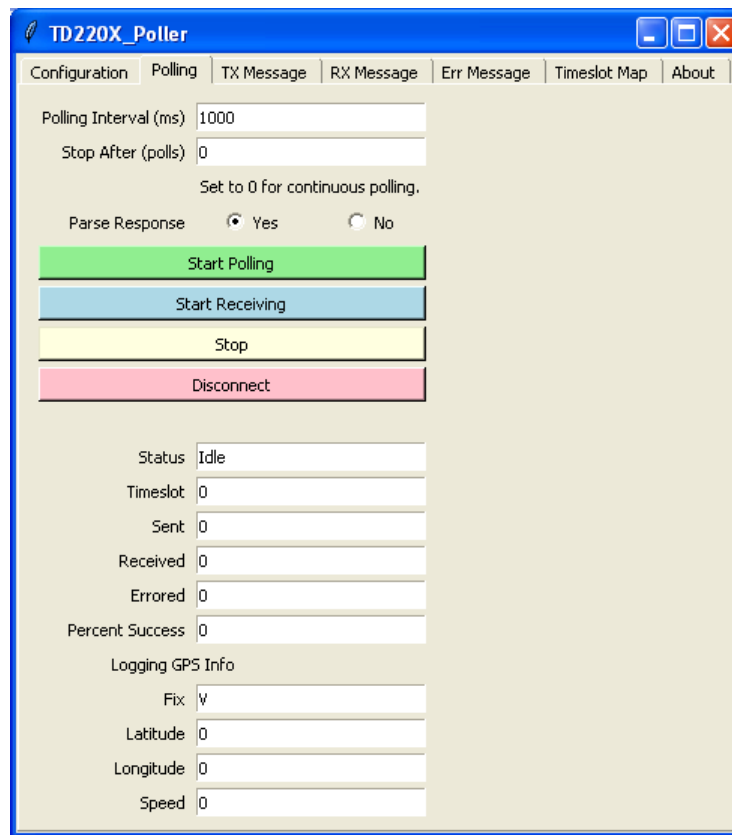 TD220X_Poller
Configuration Polling TX Message RX Message Err Message Timeslot Map About
Polling Interval (ms) 1000
Stop After (polls) 0
Set to 0 for continuous polling.
Parse Response Yes No
Start Polling
Start Receiving
Stop
Disconnect
Status Idle
Timeslot 0
Sent 0
Received 0
Errored 0
Percent Success 0
Logging GPS Info
Fix V
Latitude 0
Longitude 0
Speed 0